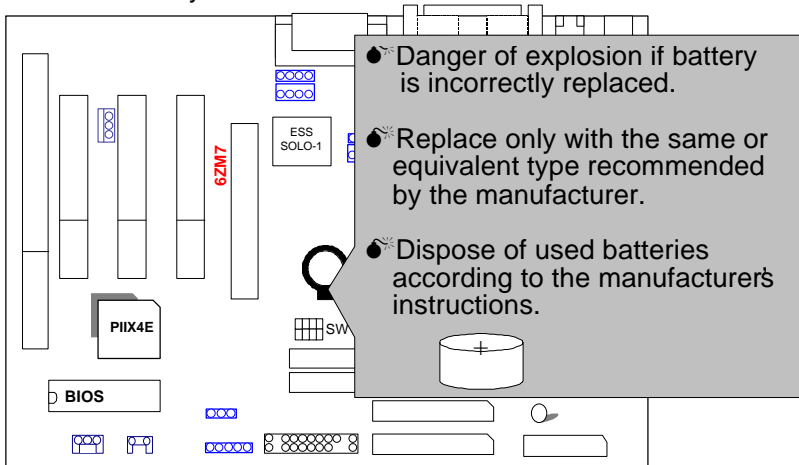 Danger of explosion if battery
is incorrectly replaced.
Replace only with the same or
equivalent type recommended
by the manufacturer.
Dispose of used batteries
according to the manufacturer's
instructions.
ESS
SOLO-1
6ZM7
SW
PIIX4E
BIOS